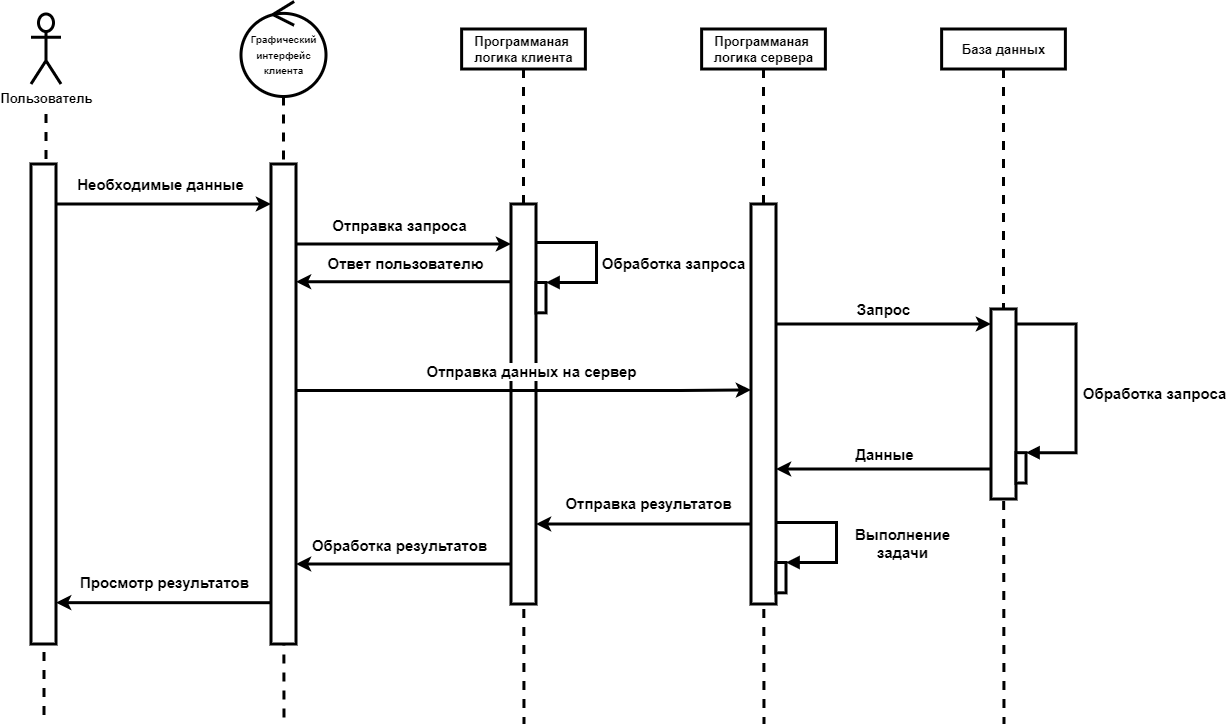 Пользователь
Графический
интерфейс
клиента
Программаная
логика клиента
Программаная
логика сервера
База данных
Необходимые данные
Отправка запроса
Ответ пользователю
Обработка запроса
Запрос
Отправка данных на сервер
Обработка запроса
Данные
Отправка результатов
Выполнение
задачи
Обработка результатов
Просмотр результатов